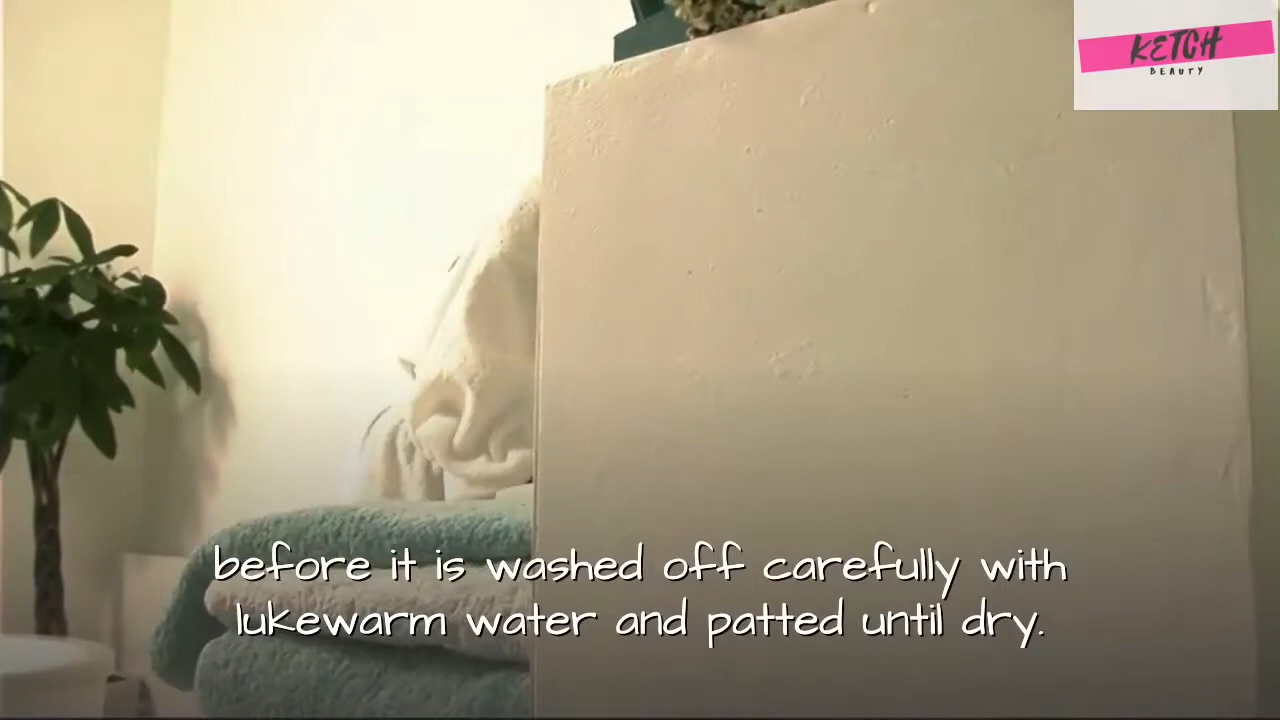 KETCH
BEAUTY
before it is washed off carefully with
lukewarm water and patted until dry.